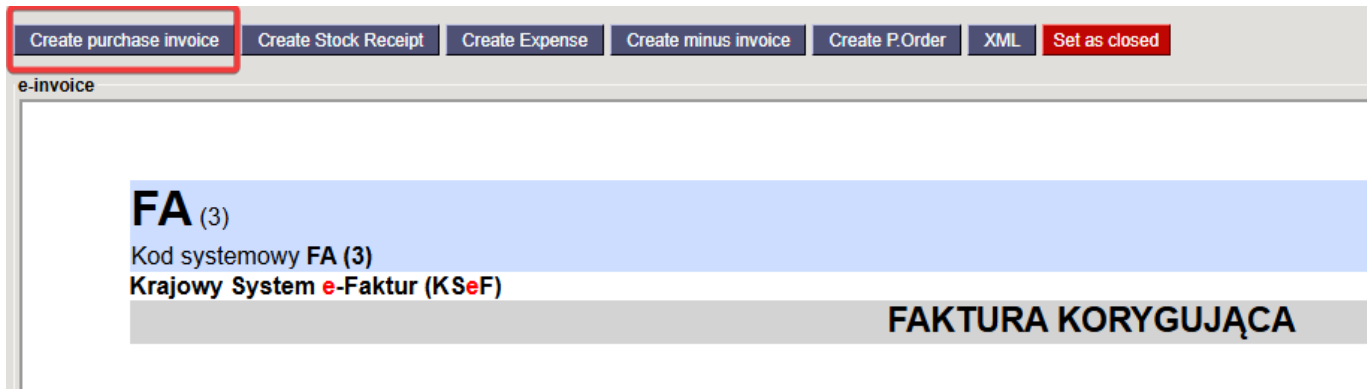 Create purchase invoice Create Stock Receipt Create Expense Create minus invoice Create P.Order XML Set as closed
e-invoice
FA (3)
Kod systemowy FA (3)
Krajowy System e-Faktur (KSeF)
FAKTURA KORYGUJĄCA